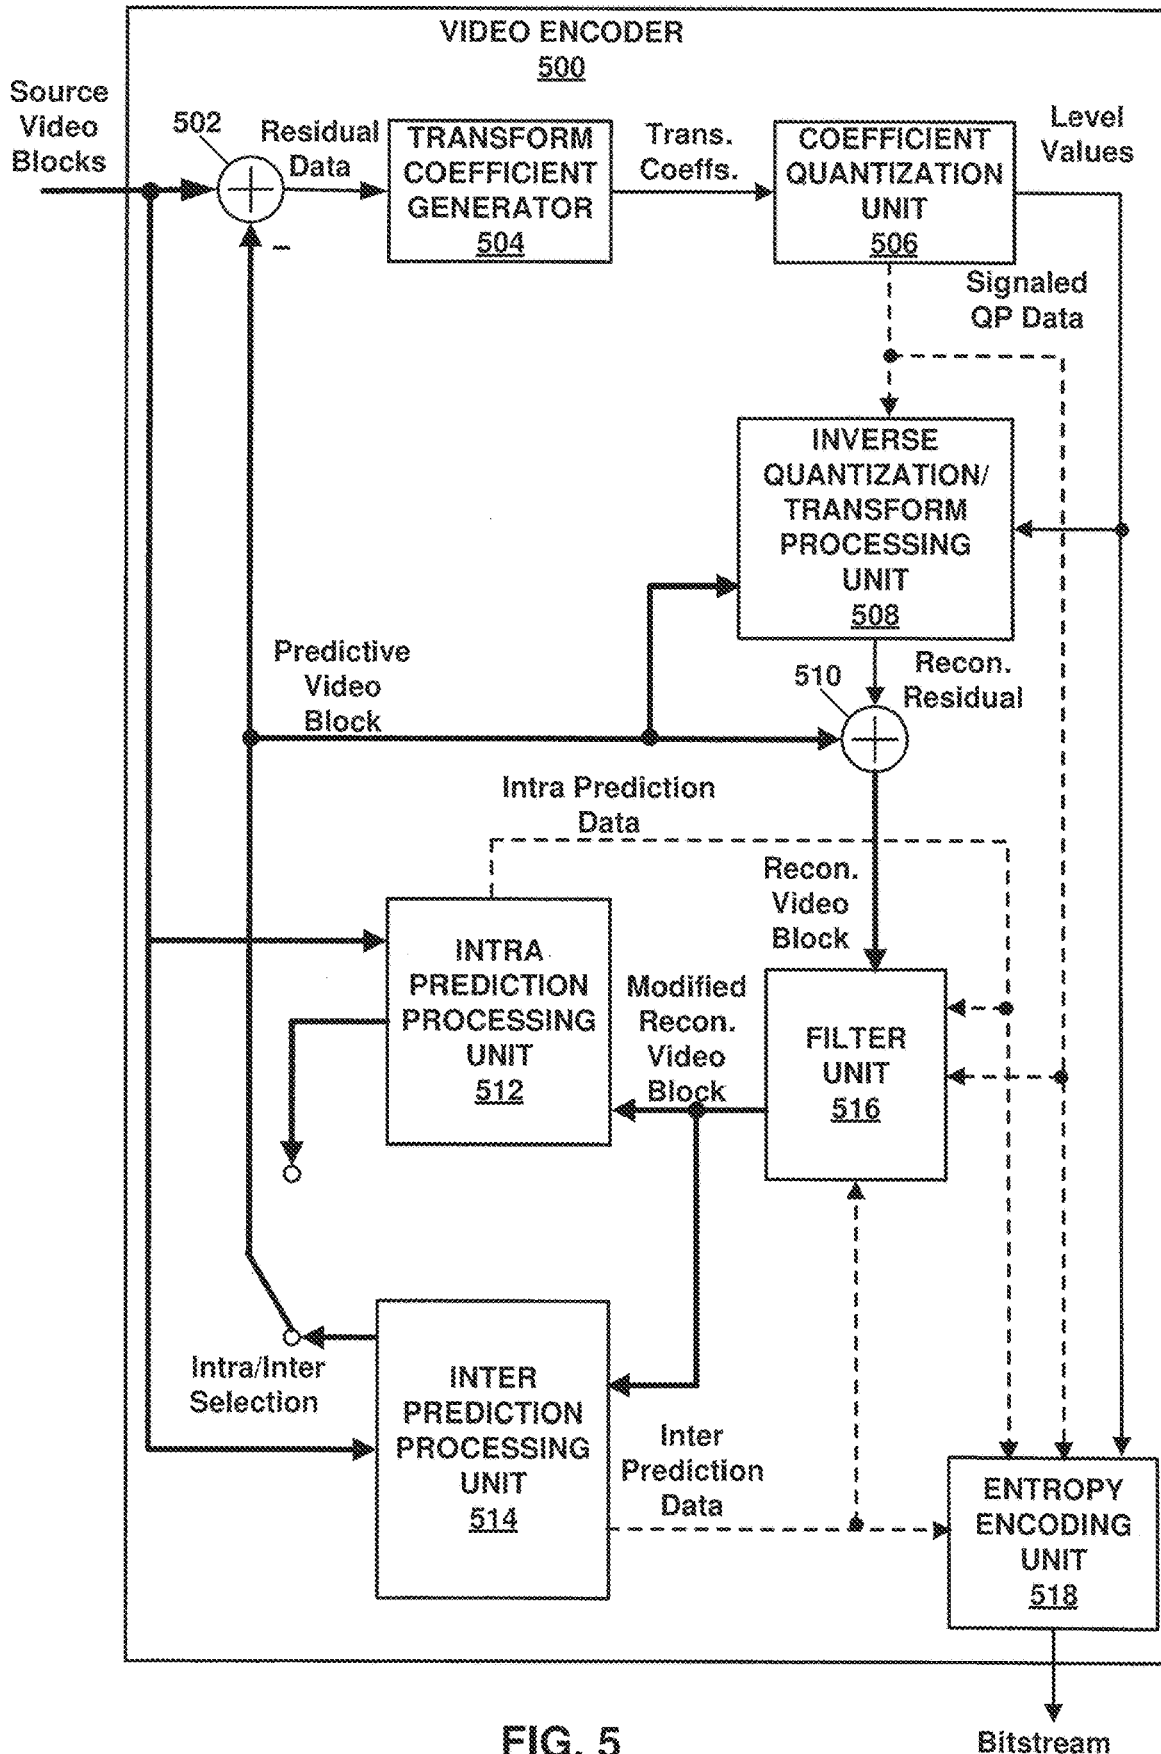 VIDEO ENCODER
500
Source
Video
Blocks
502
Residual
Data
TRANSFORM
COEFFICIENT
GENERATOR
504
Trans.
Coeffs.
COEFFICIENT
QUANTIZATION
UNIT
506
Level
Values
–
Signaled
QP Data
INVERSE
QUANTIZATION/
TRANSFORM
PROCESSING
UNIT
508
Predictive
Video
Block
510
Recon.
Residual
Intra Prediction
Data
Recon.
Video
Block
INTRA
PREDICTION
PROCESSING
UNIT
512
Modified
Recon.
Video
Block
FILTER
UNIT
516
Intra/Inter
Selection
INTER
PREDICTION
PROCESSING
UNIT
514
Inter
Prediction
Data
ENTROPY
ENCODING
UNIT
518
FIG. 5
Bitstream